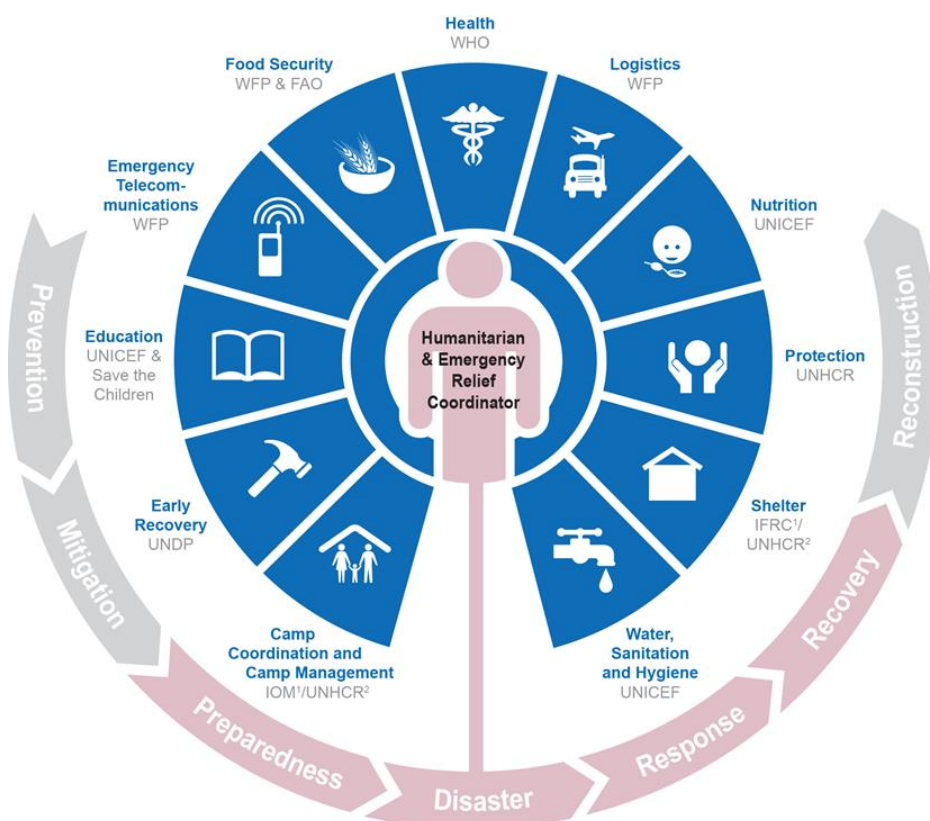 Health
WHO
Logistics
WFP
Nutrition
UNICEF
Protection
UNHCR
Shelter
IFRC¹/
UNHCR²
Water,
Sanitation
and Hygiene
UNICEF
Camp
Coordination and
Camp Management
IOM¹/UNHCR²
Early
Recovery
UNDP
Education
UNICEF &
Save the
Children
Emergency
Telecom-
munications
WFP
Food Security
WFP & FAO
Humanitarian
& Emergency
Relief
Coordinator
Prevention
Mitigation
Preparedness
Disaster
Response
Recovery
Reconstruction